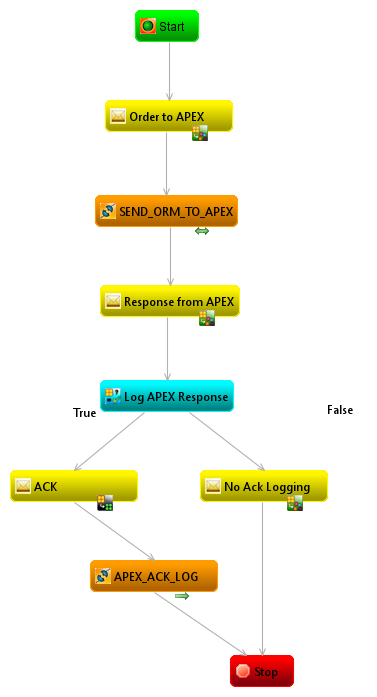 Start
Order to APEX
SEND_ORM_TO_APEX
Response from APEX
Log APEX Response
True
False
ACK
No Ack Logging
APEX_ACK_LOG
Stop